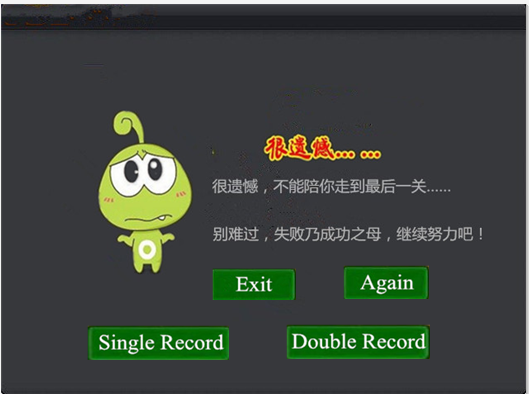 很遗憾... ...
很遗憾，不能陪你走到最后一关......
别难过，失败乃成功之母，继续努力吧！
Exit
Again
Single Record
Double Record